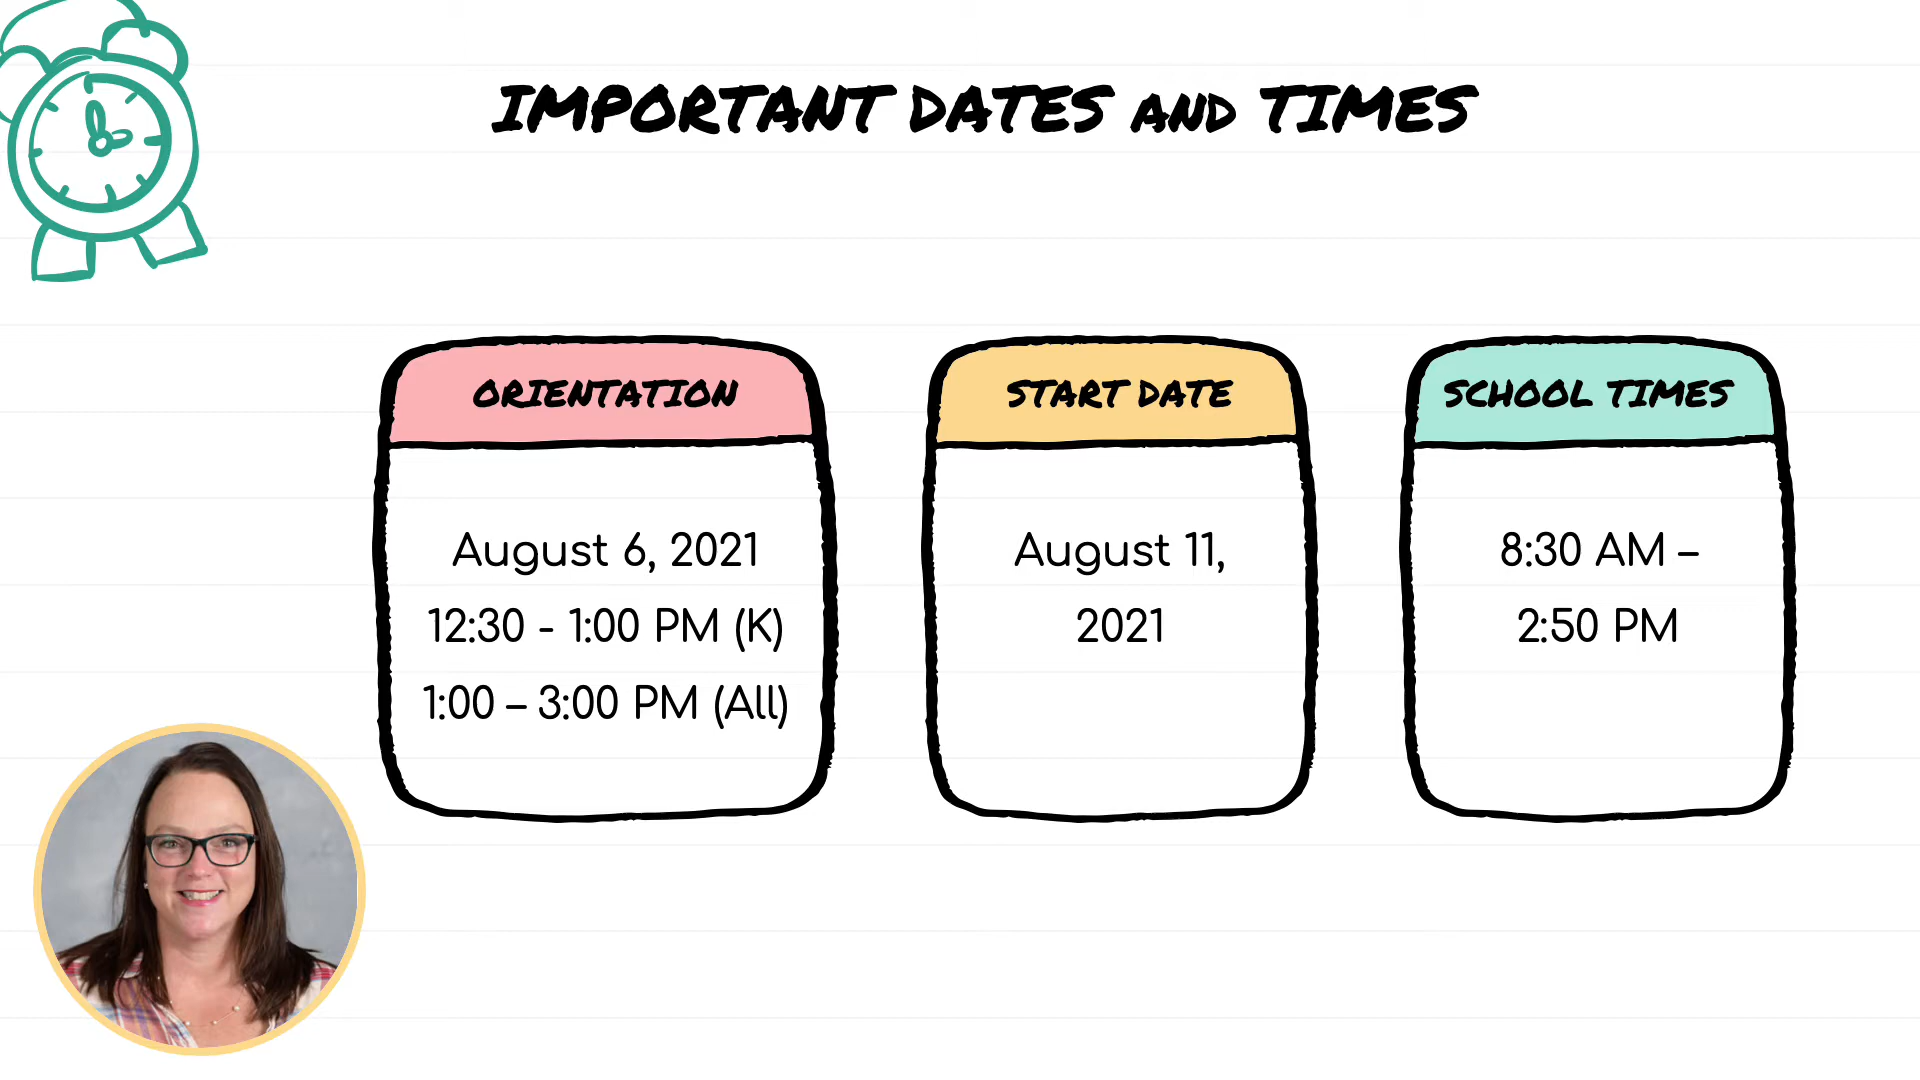 IMPORTANT DATES AND TIMES
ORIENTATION
August 6, 2021
12:30 - 1:00 PM (K)
1:00 – 3:00 PM (All)
START DATE
August 11,
2021
SCHOOL TIMES
8:30 AM –
2:50 PM